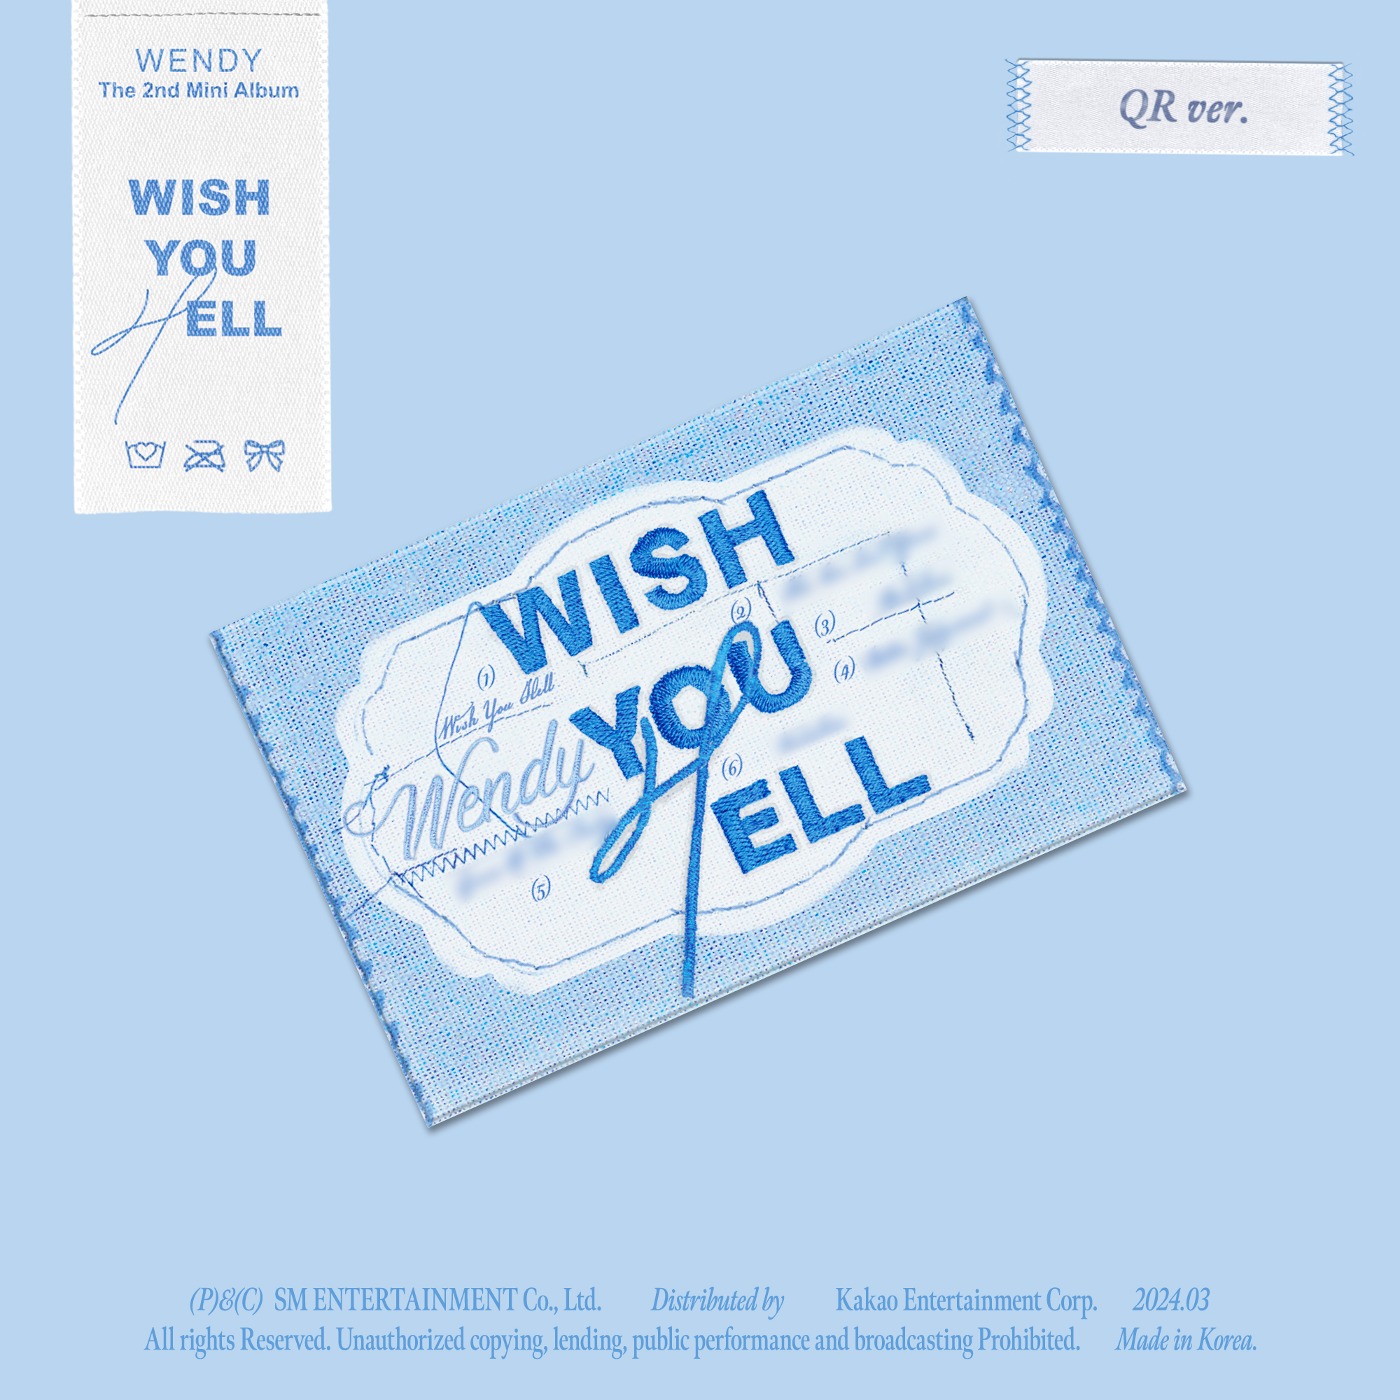 WENDY
The 2nd Mini Album
WISH
YOU
HELL
QR ver.
WISH
YOU
HELL
(1)
(2)
(3)
(4)
Wish You Hell
Wendy
(5)
(6)
(P)&(C) SM ENTERTAINMENT Co., Ltd. Distributed by Kakao Entertainment Corp. 2024.03
All rights Reserved. Unauthorized copying, lending, public performance and broadcasting Prohibited. Made in Korea.